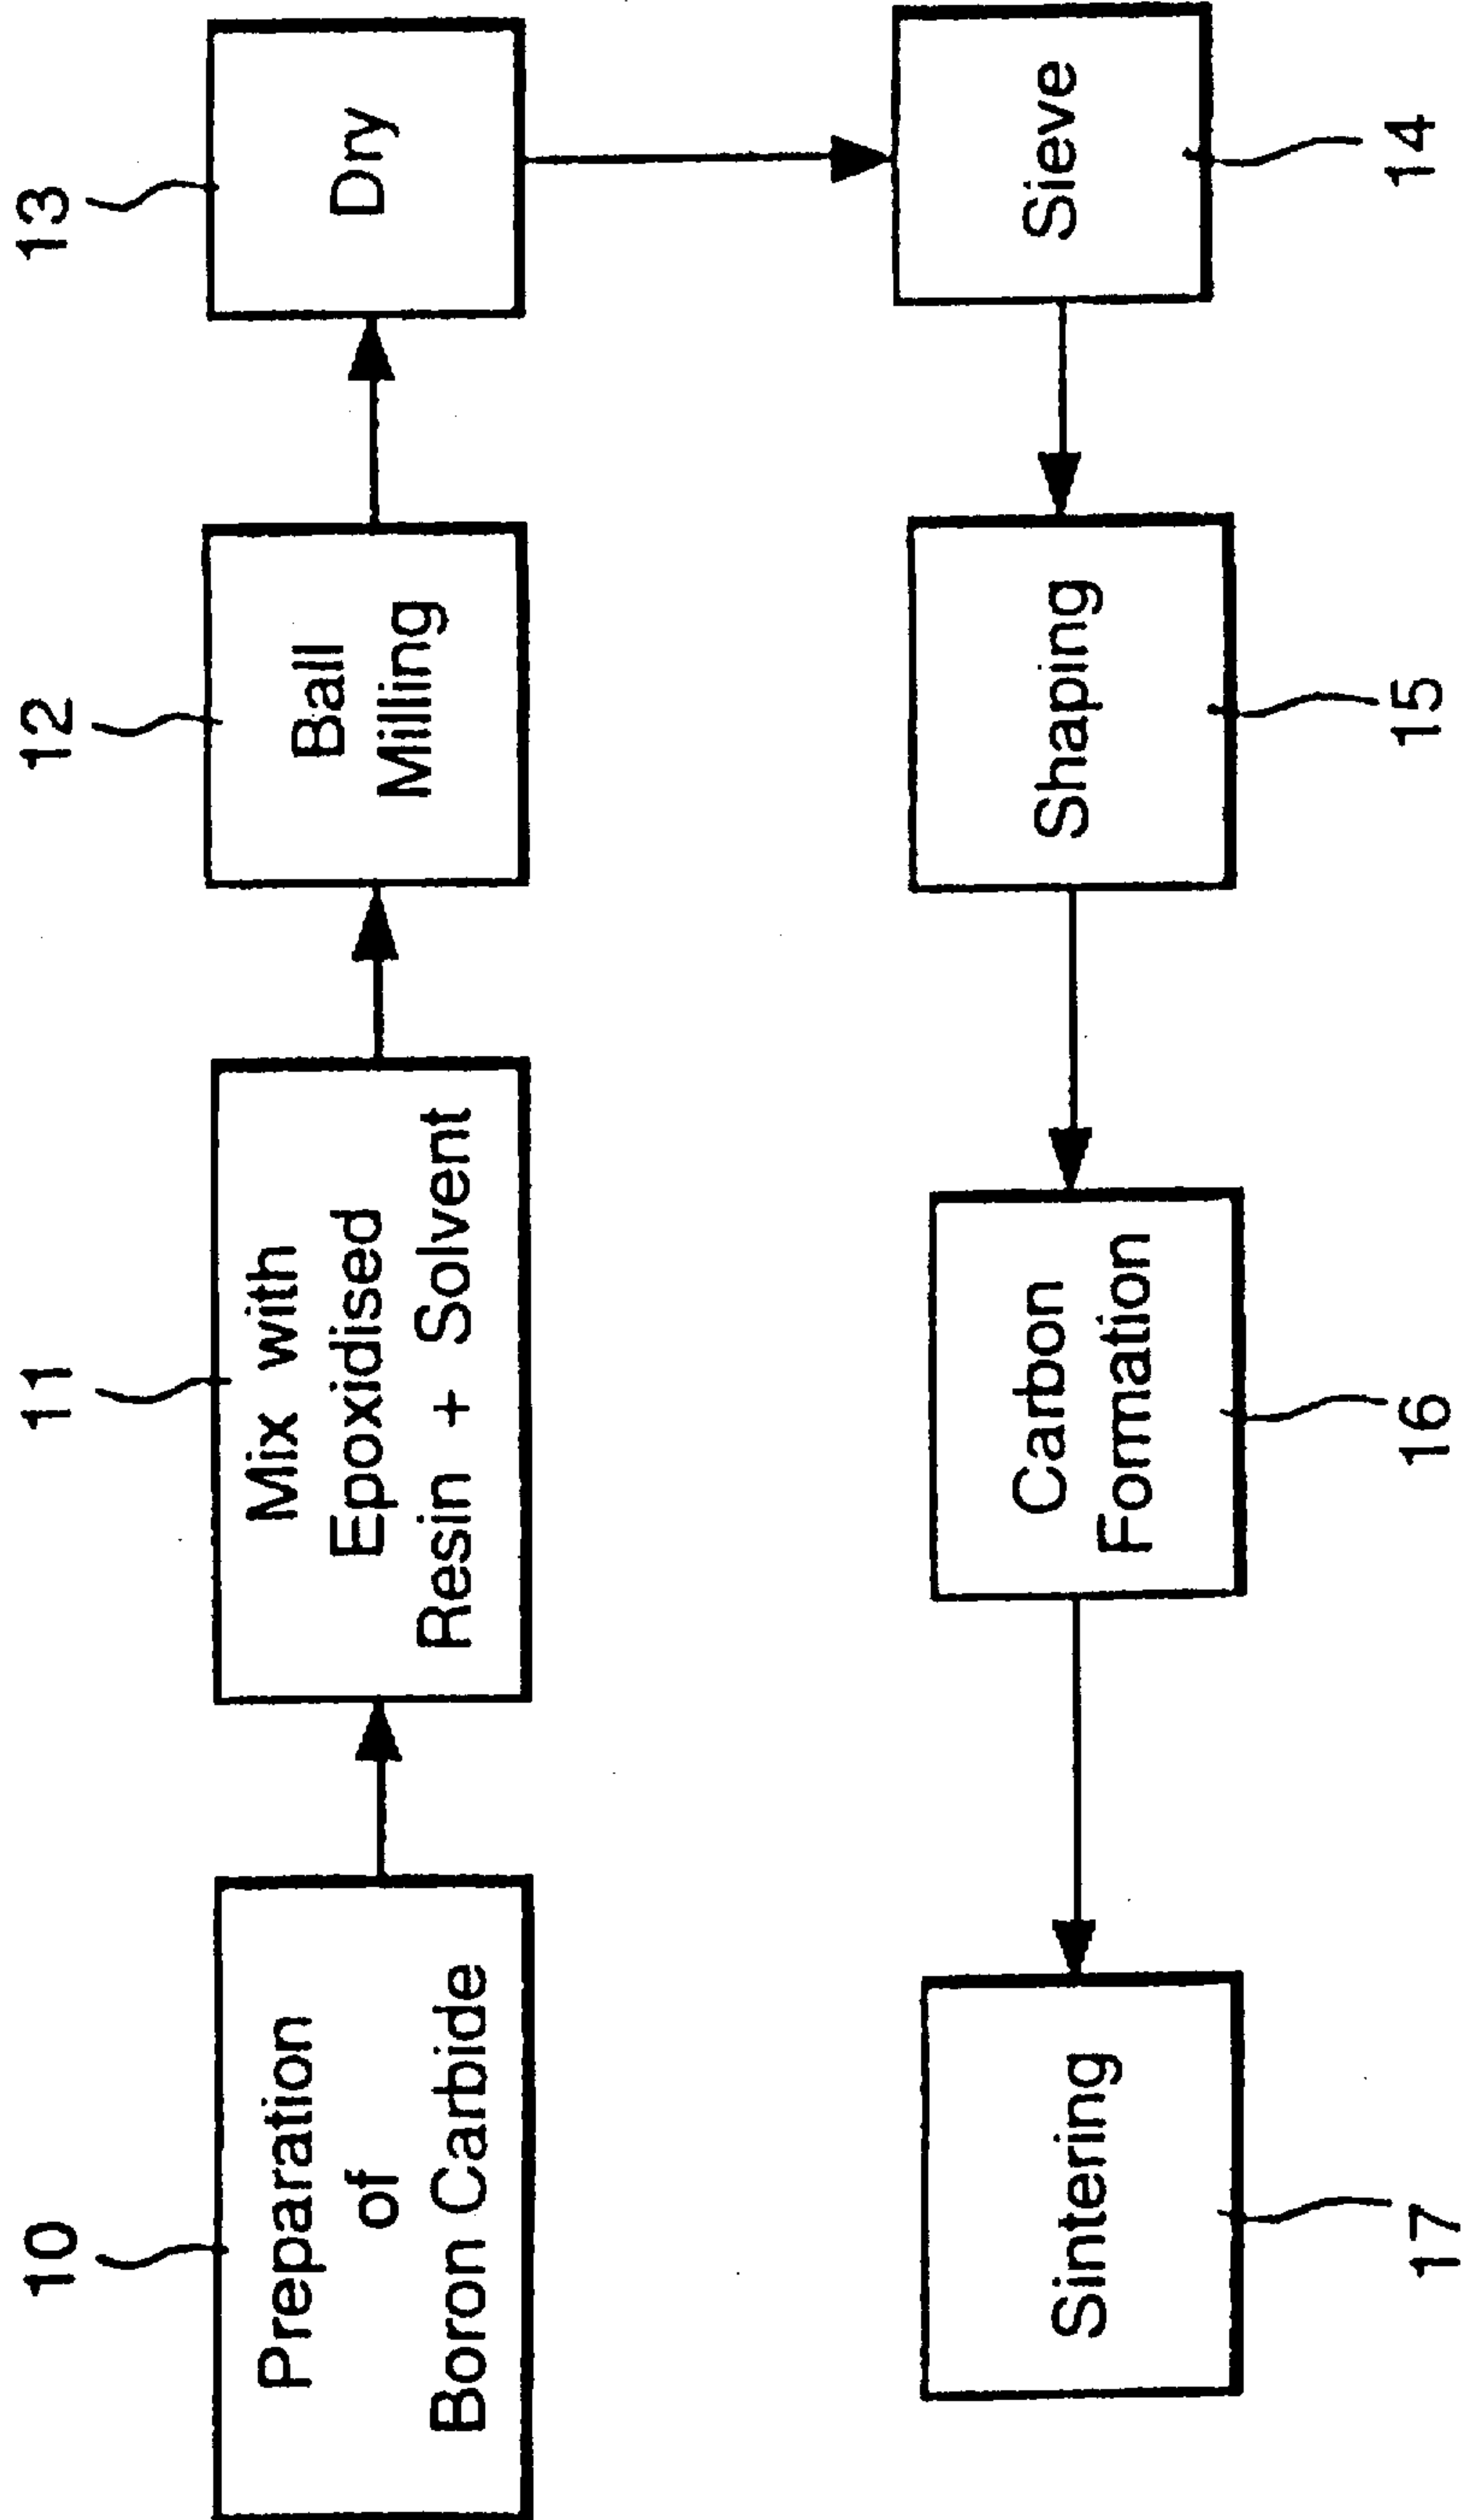 10
Preparation
of
Boron Carbide
11
Mix with
Epoxidised
Resin + Solvent
12
Ball
Milling
13
Dry
Sieve
14
Shaping
15
Carbon
Formation
16
Sintering
17